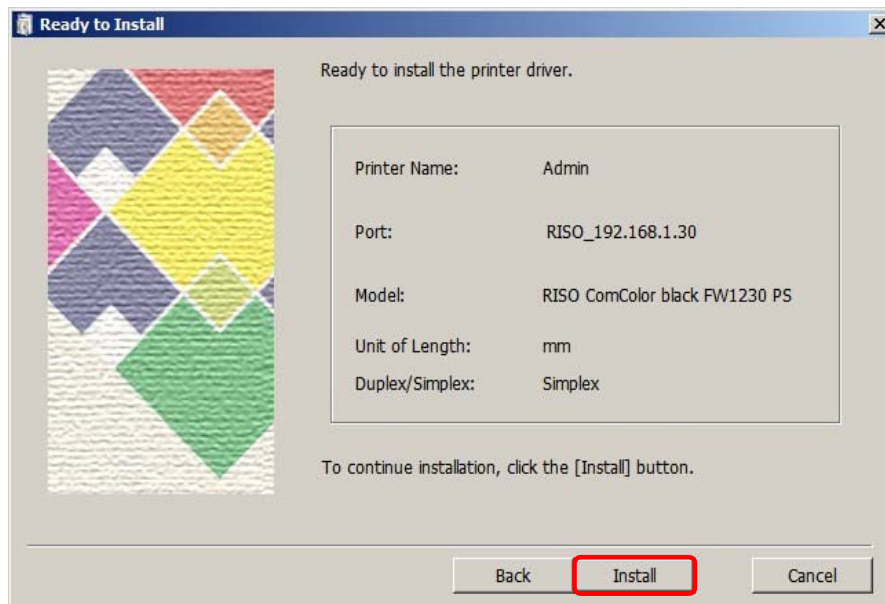 Ready to Install
Ready to install the printer driver.
Printer Name: Admin
Port: RISO_192.168.1.30
Model: RISO ComColor black FW1230 PS
Unit of Length: mm
Duplex/Simplex: Simplex
To continue installation, click the [Install] button.
Back Install Cancel